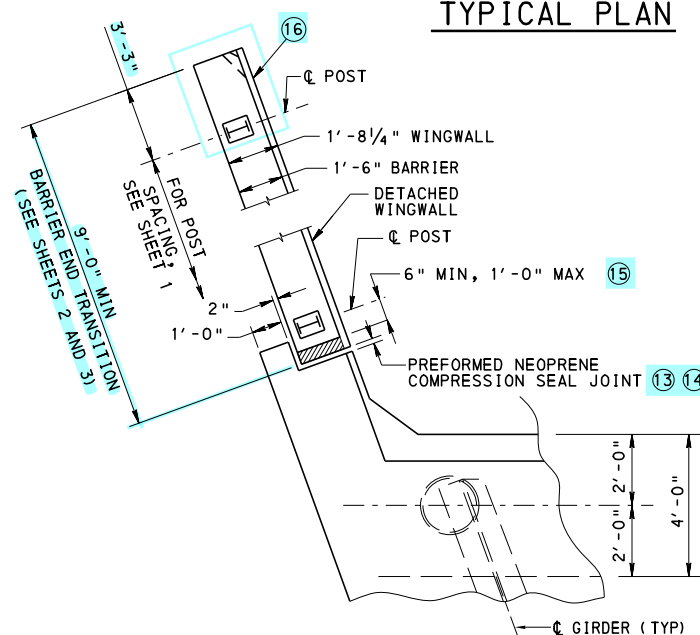 TYPICAL PLAN
3'-3"
16
℄ POST
1'-8 1/4" WINGWALL
1'-6" BARRIER
DETACHED
WINGWALL
℄ POST
FOR POST
SPACING,
SEE SHEET 1
9'-0" MIN
BARRIER END TRANSITION
(SEE SHEETS 2 AND 3)
6" MIN, 1'-0" MAX 15
2"
1'-0"
PREFORMED NEOPRENE
COMPRESSION SEAL JOINT 13 14
2'-0"
2'-0"
4'-0"
℄ GIRDER (TYP)